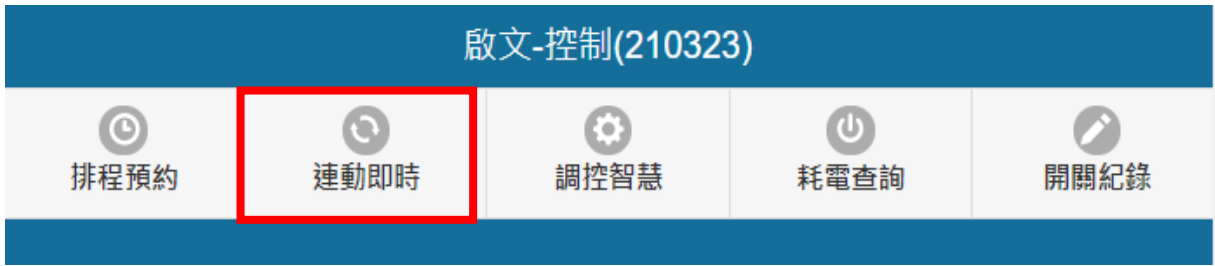 啟文-控制(210323)
排程預約
連動即時
調控智慧
耗電查詢
開關紀錄